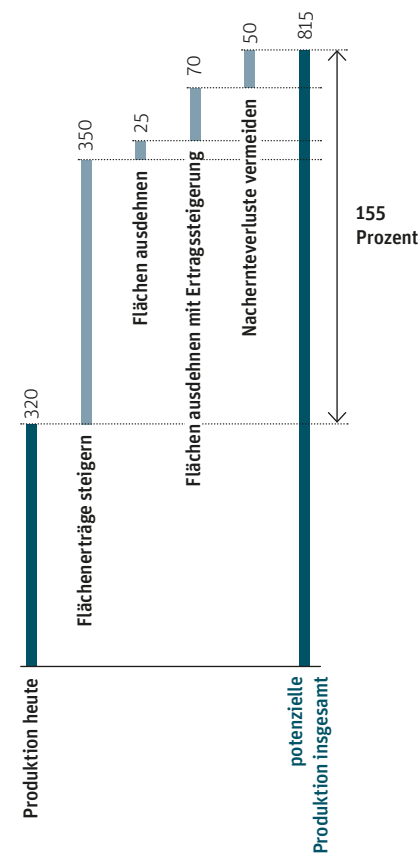 320
350
25
70
50
815
155
Prozent
Produktion heute
Flächenerträge steigern
Flächen ausdehnen
Flächen ausdehnen mit Ertragssteigerung
Nachernteverluste vermeiden
potenzielle
Produktion insgesamt